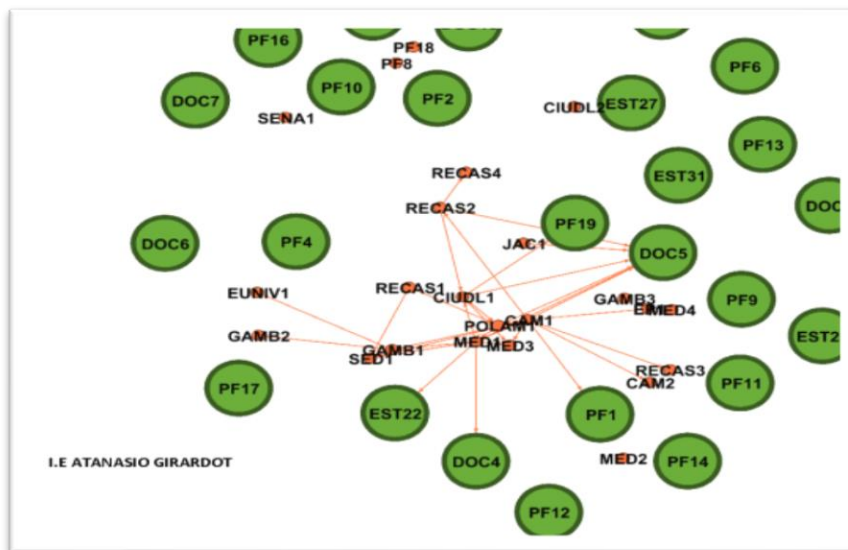 PF16
PF18
PF8
PF6
DOC7
PF10
PF2
SENA1
CIUDL2
EST27
PF13
RECAS4
EST31
RECAS2
PF19
DOC6
PF4
JAC1
DOC5
EUNIV1
RECAS1
CIUDL1
GAMB3
MED4
PF9
GAMB2
POLAM1
CAM1
MED1
MED3
GAMB1
SED1
RECAS3
CAM2
PF17
PF11
EST22
PF1
I.E ATANASIO GIRARDOT
DOC4
MED2
PF14
PF12